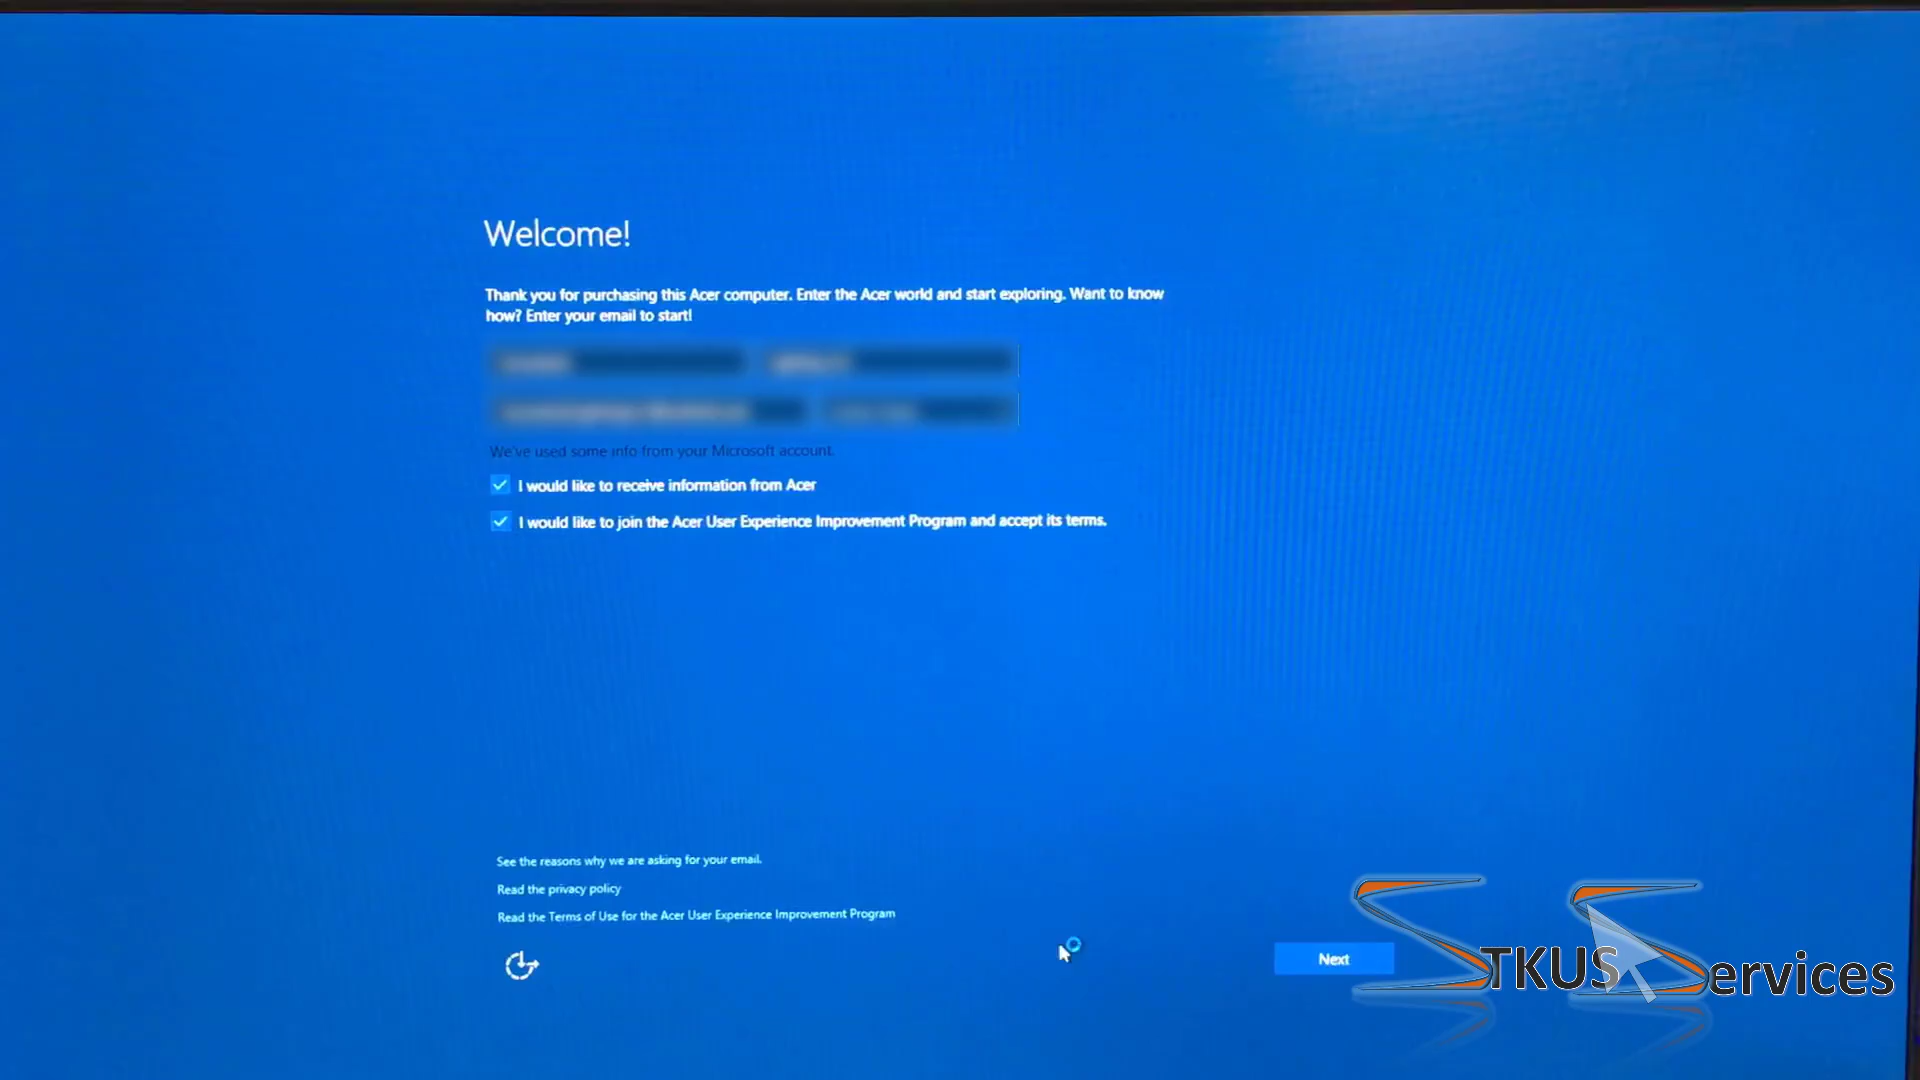 Welcome!
Thank you for purchasing this Acer computer. Enter the Acer world and start exploring. Want to know
how? Enter your email to start!
We've used some info from your Microsoft account.
I would like to receive information from Acer
I would like to join the Acer User Experience Improvement Program and accept its terms.
See the reasons why we are asking for your email.
Read the privacy policy
Read the Terms of Use for the Acer User Experience Improvement Program
Next
STKUS Services